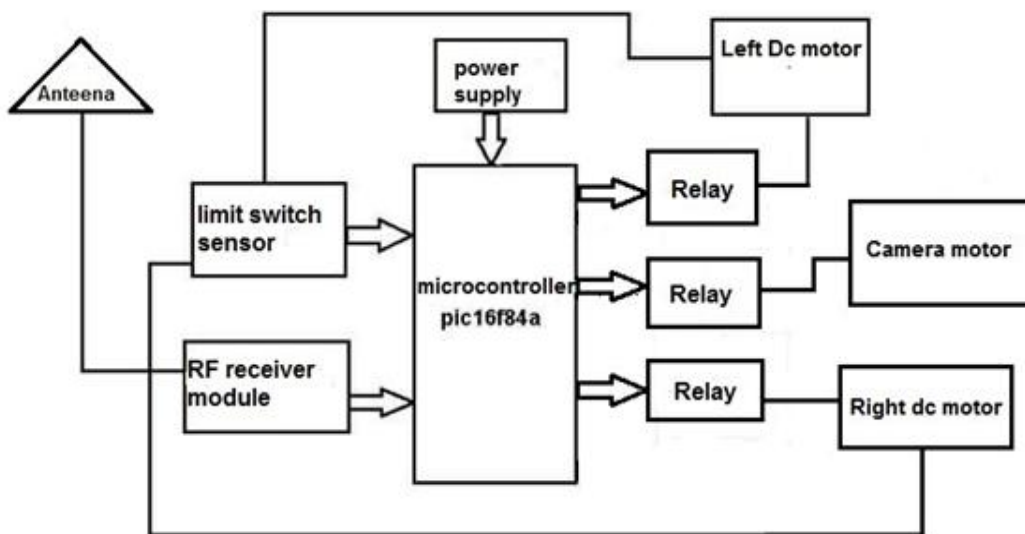 Left Dc motor
power
supply
Anteena
Relay
limit switch
sensor
Camera motor
microcontroller
pic16f84a
Relay
RF receiver
module
Relay
Right dc motor